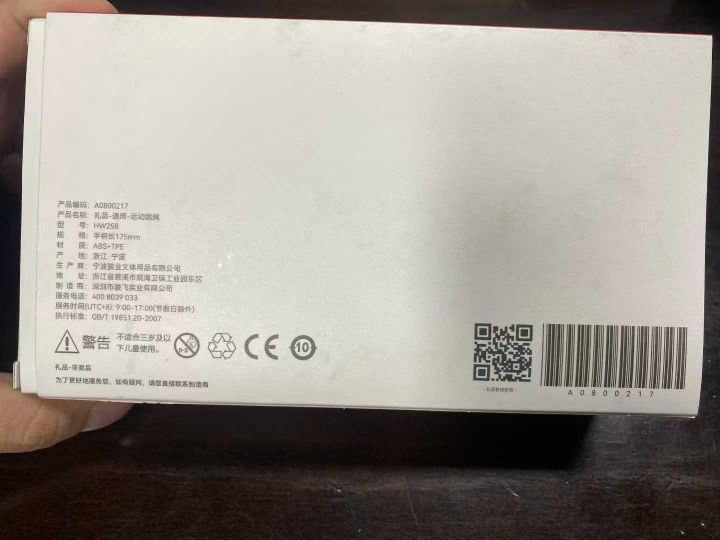 产品编码： A0800217
产品名称： 礼品-通用-运动跳绳
型 号： HW258
规 格： 手柄长175mm
材 质： ABS+TPE
产 地： 浙江·宁波
生 产 商： 宁波骏业文体用品有限公司
地 址： 浙江省慈溪市观海卫镇工业园东区
制 造 商： 深圳市骏飞实业有限公司
服务电话： 400 8039 033
服务时间(UTC+8): 9:00-17:00(节假日除外)
执行标准： GB/T 19851.20-2007
警告 不适合三岁及以
下儿童使用。
0-3
CE
10
礼品-非卖品
为了更好地服务您，如有疑问，请您直接联系制造商
A0800217